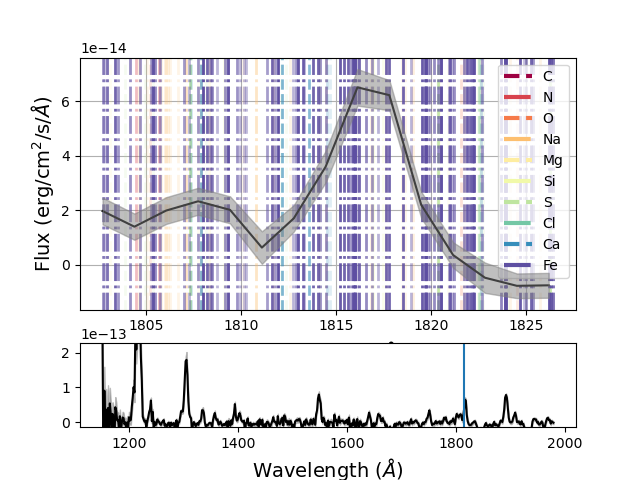 1e−14
Flux (erg/cm²/s/Å)
6
4
2
0
C
N
O
Na
Mg
Si
S
Cl
Ca
Fe
1805 1810 1815 1820 1825
1e−13
2
1
0
1200 1400 1600 1800 2000
Wavelength (Å)